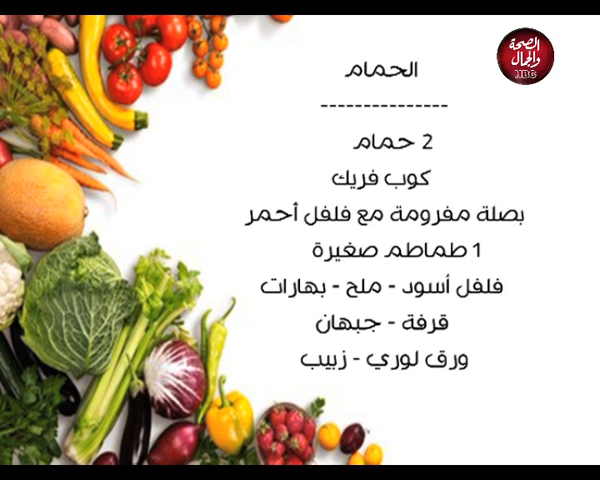 الصحة
والجمال
HBC
الحمام
---------------
2 حمام
كوب فريك
بصلة مفرومة مع فلفل أحمر
1 طماطم صغيرة
فلفل أسود - ملح - بهارات
قرفة - جبهان
ورق لوري - زبيب